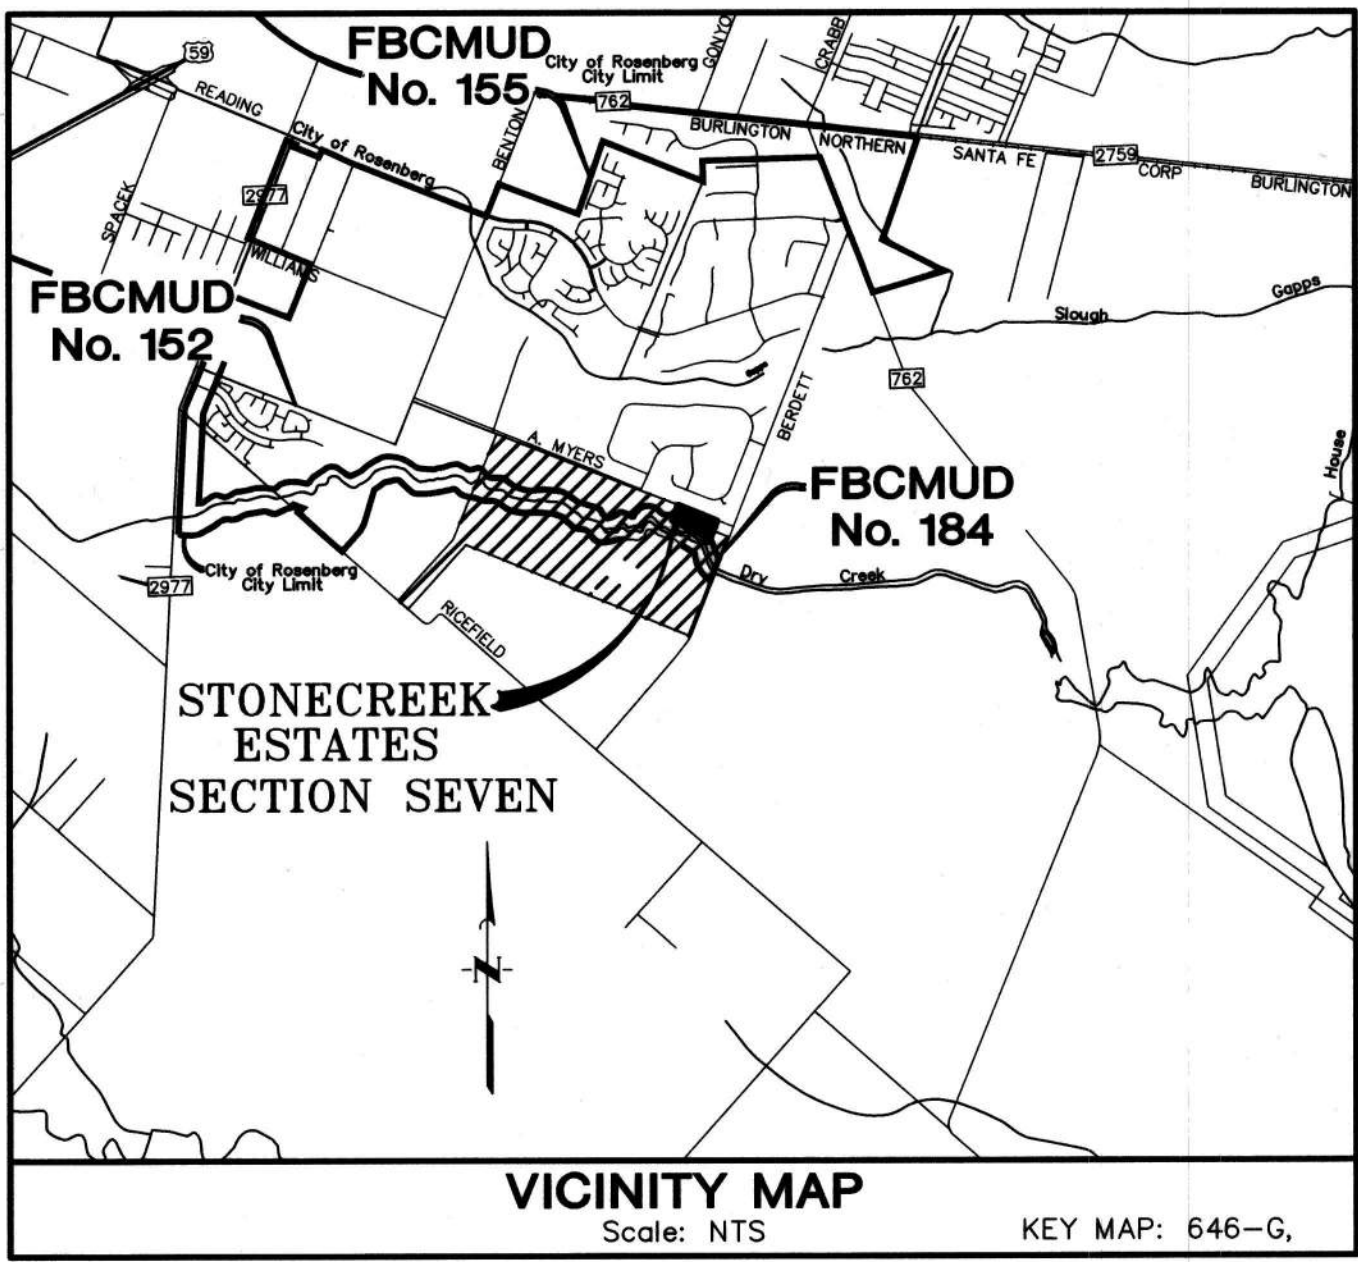 59
READING
FBCMUD
No. 155
City of Rosenberg
City Limit
762
GONYO
CRABB
BENTON
BURLINGTON
NORTHERN
SANTA FE
2759
CORP
BURLINGTON
City of Rosenberg
2977
SPACEK
WILLIAMS
FBCMUD
No. 152
Slough
Gapps
762
BERDETT
A. MYERS
House
FBCMUD
No. 184
City of Rosenberg
City Limit
2977
Dry
Creek
RICEFIELD
STONECREEK
ESTATES
SECTION SEVEN
N
VICINITY MAP
Scale: NTS
KEY MAP: 646-G,